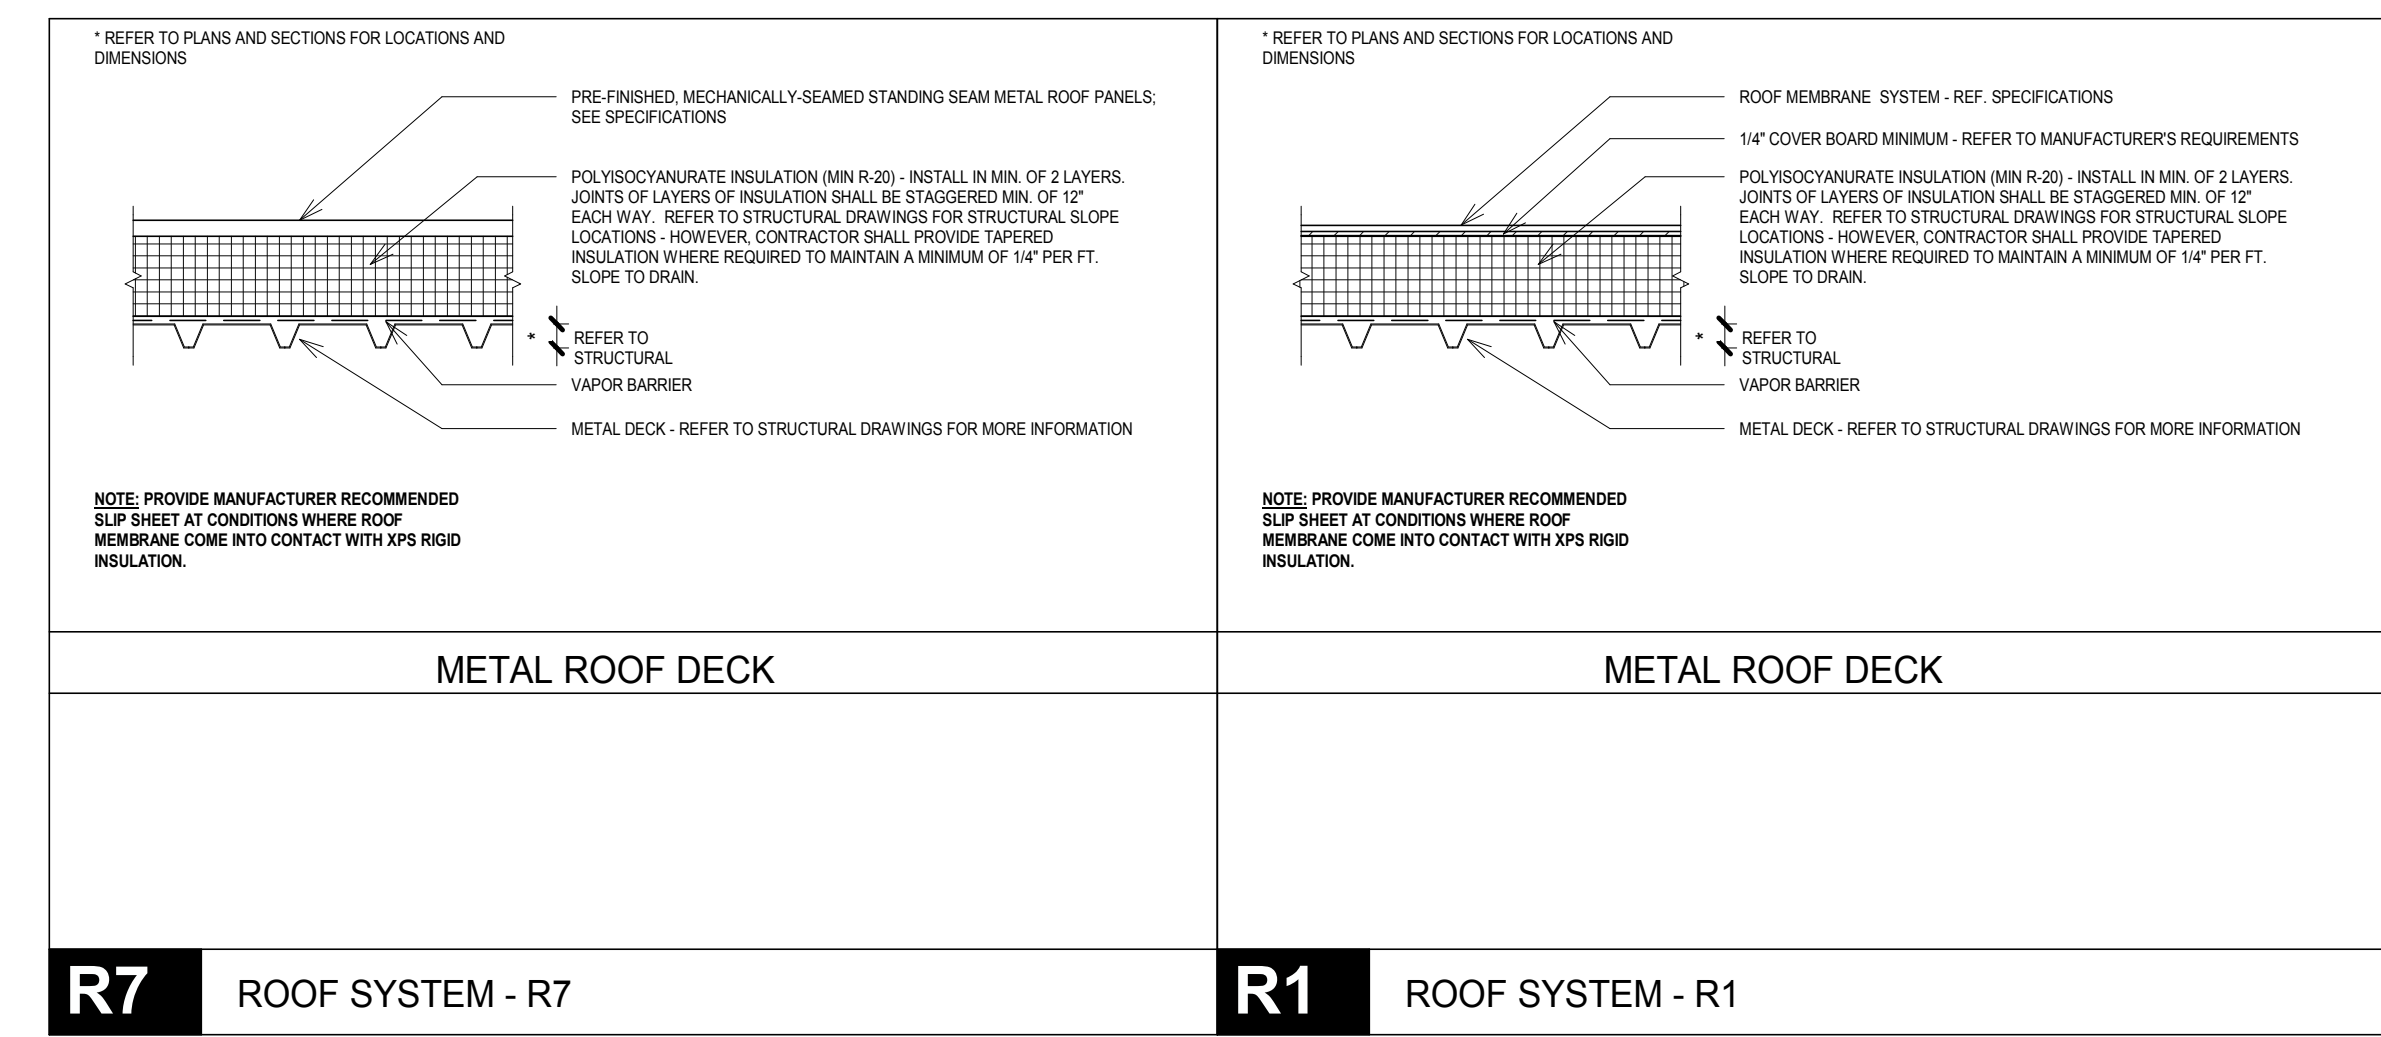 * REFER TO PLANS AND SECTIONS FOR LOCATIONS AND
DIMENSIONS
PRE-FINISHED, MECHANICALLY-SEAMED STANDING SEAM METAL ROOF PANELS;
SEE SPECIFICATIONS
POLYISOCYANURATE INSULATION (MIN R-20) - INSTALL IN MIN. OF 2 LAYERS.
JOINTS OF LAYERS OF INSULATION SHALL BE STAGGERED MIN. OF 12"
EACH WAY. REFER TO STRUCTURAL DRAWINGS FOR STRUCTURAL SLOPE
LOCATIONS - HOWEVER, CONTRACTOR SHALL PROVIDE TAPERED
INSULATION WHERE REQUIRED TO MAINTAIN A MINIMUM OF 1/4" PER FT.
SLOPE TO DRAIN.
*
REFER TO
STRUCTURAL
VAPOR BARRIER
METAL DECK - REFER TO STRUCTURAL DRAWINGS FOR MORE INFORMATION
NOTE: PROVIDE MANUFACTURER RECOMMENDED
SLIP SHEET AT CONDITIONS WHERE ROOF
MEMBRANE COME INTO CONTACT WITH XPS RIGID
INSULATION.
METAL ROOF DECK
R7
ROOF SYSTEM - R7
* REFER TO PLANS AND SECTIONS FOR LOCATIONS AND
DIMENSIONS
ROOF MEMBRANE SYSTEM - REF. SPECIFICATIONS
1/4" COVER BOARD MINIMUM - REFER TO MANUFACTURER'S REQUIREMENTS
POLYISOCYANURATE INSULATION (MIN R-20) - INSTALL IN MIN. OF 2 LAYERS.
JOINTS OF LAYERS OF INSULATION SHALL BE STAGGERED MIN. OF 12"
EACH WAY. REFER TO STRUCTURAL DRAWINGS FOR STRUCTURAL SLOPE
LOCATIONS - HOWEVER, CONTRACTOR SHALL PROVIDE TAPERED
INSULATION WHERE REQUIRED TO MAINTAIN A MINIMUM OF 1/4" PER FT.
SLOPE TO DRAIN.
*
REFER TO
STRUCTURAL
VAPOR BARRIER
METAL DECK - REFER TO STRUCTURAL DRAWINGS FOR MORE INFORMATION
NOTE: PROVIDE MANUFACTURER RECOMMENDED
SLIP SHEET AT CONDITIONS WHERE ROOF
MEMBRANE COME INTO CONTACT WITH XPS RIGID
INSULATION.
METAL ROOF DECK
R1
ROOF SYSTEM - R1